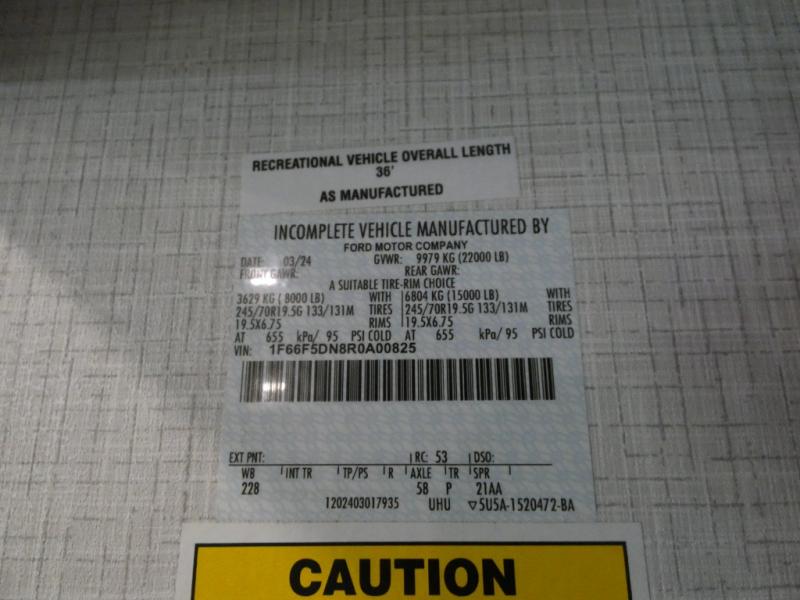 RECREATIONAL VEHICLE OVERALL LENGTH
36'
AS MANUFACTURED
INCOMPLETE VEHICLE MANUFACTURED BY
FORD MOTOR COMPANY
DATE: 03/24 GVWR: 9979 KG (22000 LB)
FRONT GAWR: REAR GAWR:
A SUITABLE TIRE-RIM CHOICE
3629 KG ( 8000 LB) WITH 6804 KG (15000 LB) WITH
245/70R19.5G 133/131M TIRES 245/70R19.5G 133/131M TIRES
19.5X6.75 RIMS 19.5X6.75 RIMS
AT 655 kPa/ 95 PSI COLD AT 655 kPa/ 95 PSI COLD
VIN: 1F66F5DN8R0A00825
EXT PNT: RC: 53 DSO:
WB INT TR TP/PS R AXLE TR SPR
228 58 P 21AA
1202403017935 UHU ▽5U5A-1520472-BA
CAUTION